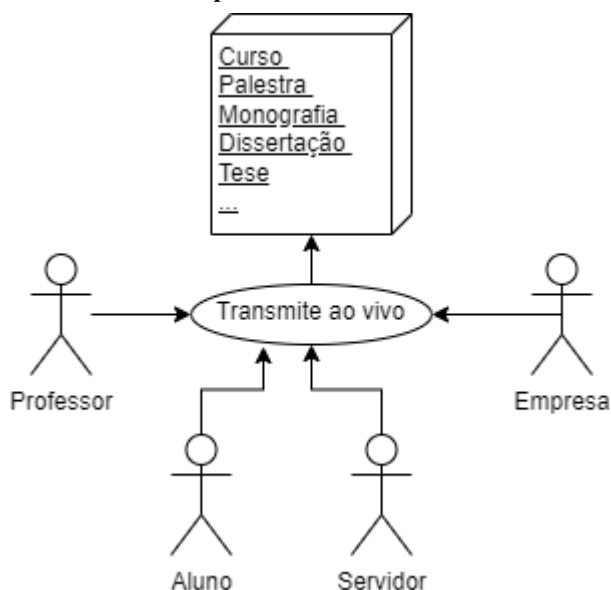 Curso
Palestra
Monografia
Dissertação
Tese
...
Transmite ao vivo
Professor
Empresa
Aluno
Servidor